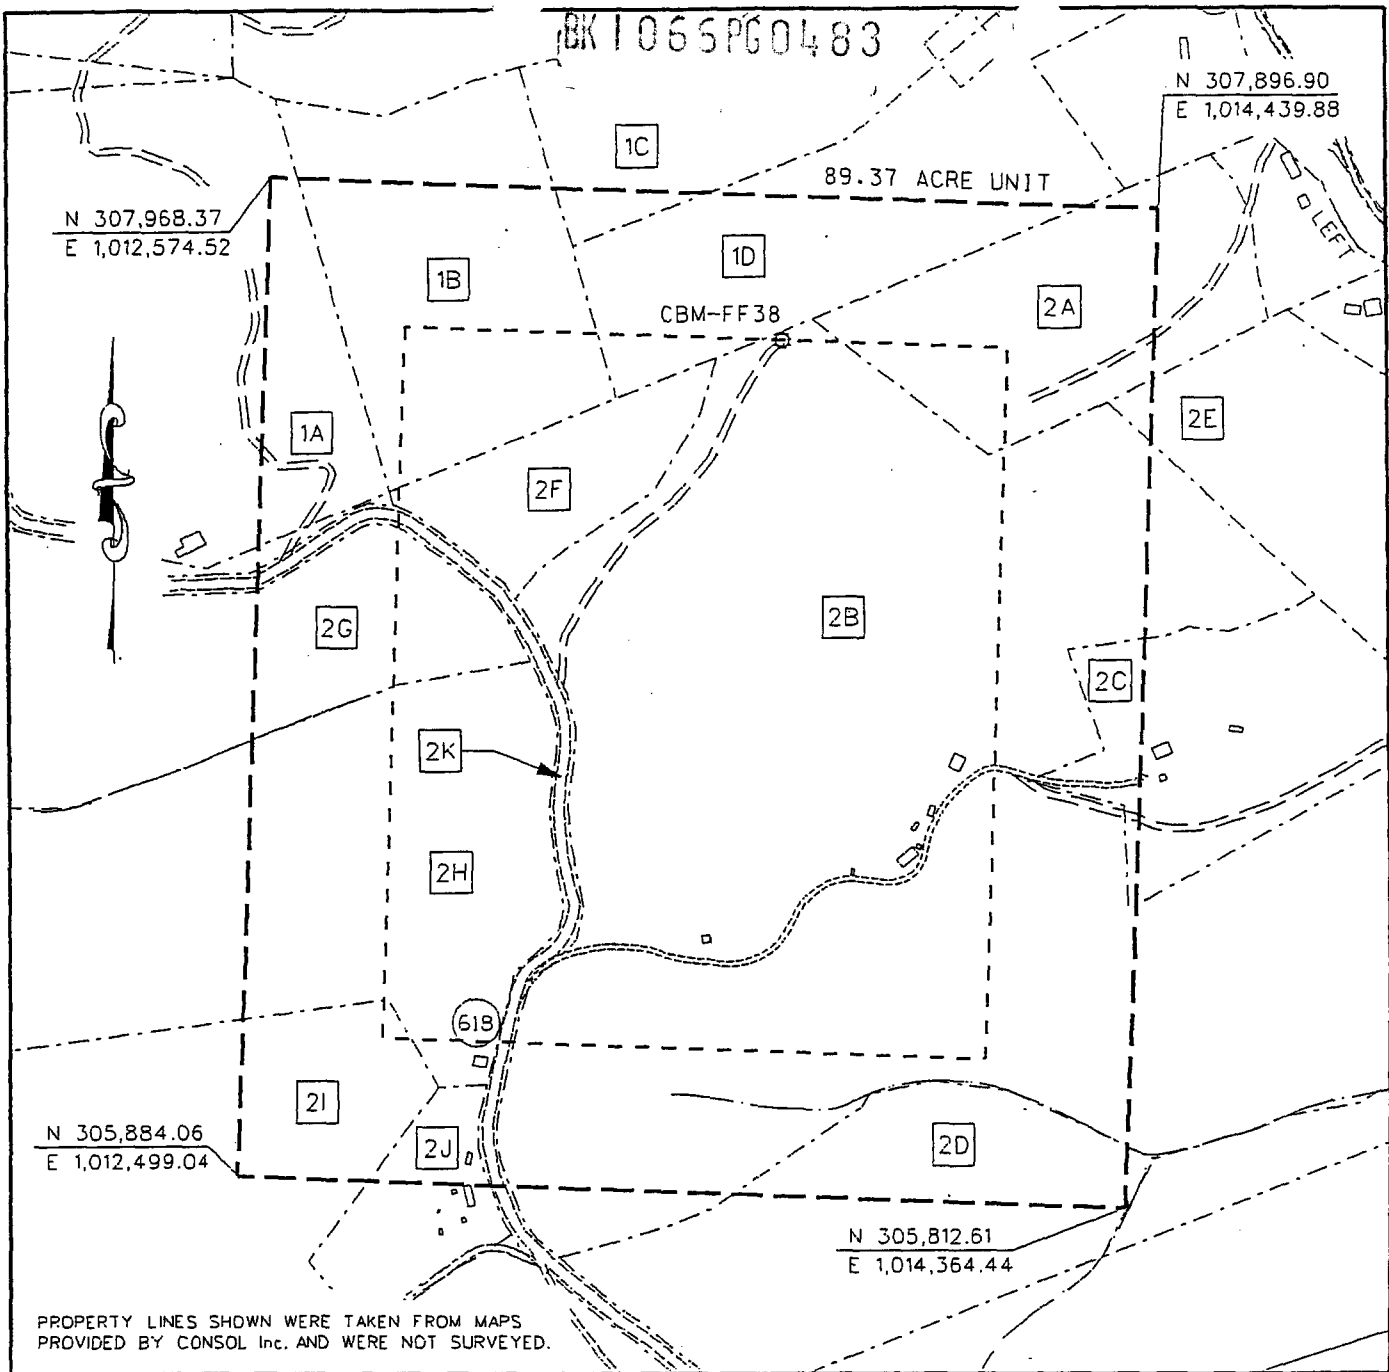 BK 1066PG0483
N 307,896.90
E 1,014,439.88
1C
89.37 ACRE UNIT
N 307,968.37
E 1,012,574.52
LEFT
1D
1B
2A
CBM-FF38
1A
2E
2F
2G
2B
2C
2K
2H
618
2I
2J
2D
N 305,884.06
E 1,012,499.04
N 305,812.61
E 1,014,364.44
PROPERTY LINES SHOWN WERE TAKEN FROM MAPS
PROVIDED BY CONSOL Inc. AND WERE NOT SURVEYED.